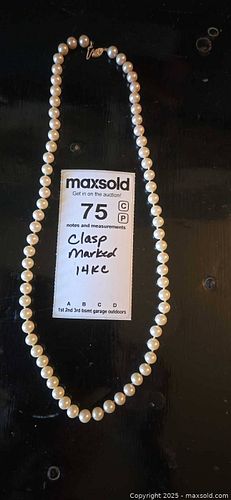 maxsold
Get in on the auction!
75 C
P
notes and measurements
Clasp
Marked
14KC
A B C D
1st 2nd 3rd bsmt garage outdoors
Copyright 2025 - maxsold.com